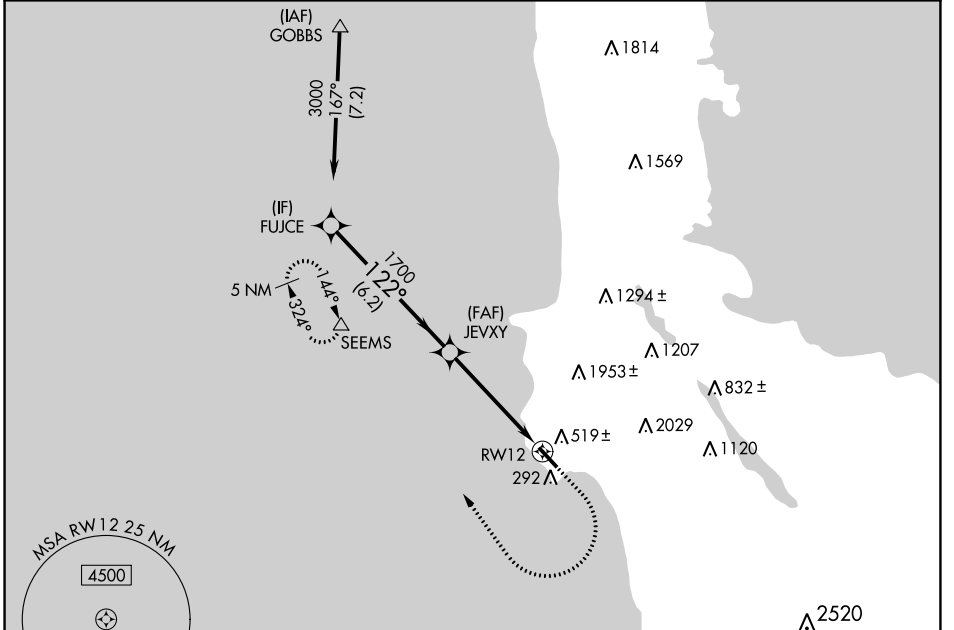 (IAF)
GOBBS
3000
167°
(7.2)
(IF)
FUJCE
1700
122°
(6.2)
5 NM
144°
324°
SEEMS
(FAF)
JEVXY
RW12
1814
1569
1294 ±
1207
1953 ±
832 ±
2029
1120
519 ±
292
MSA RW12 25 NM
4500
2520